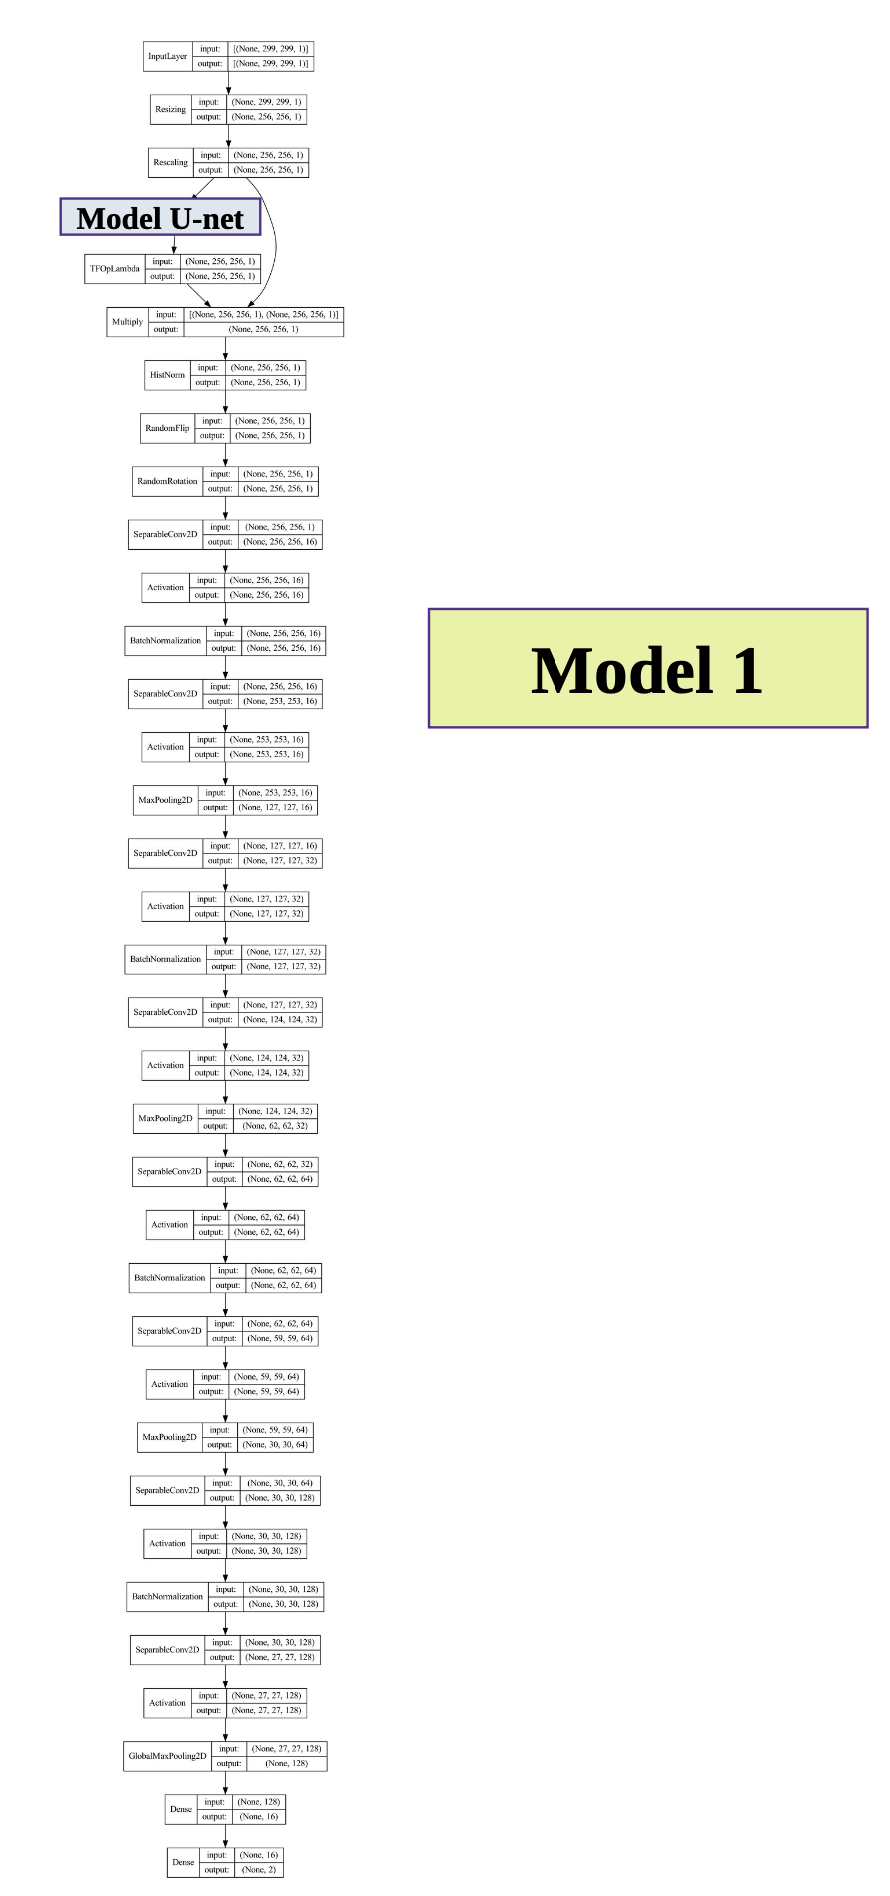 InputLayer input: [(None, 299, 299, 1)]
output: [(None, 299, 299, 1)]
Resizing input: (None, 299, 299, 1)
output: (None, 256, 256, 1)
Rescaling input: (None, 256, 256, 1)
output: (None, 256, 256, 1)
Model U-net
TFOpLambda input: (None, 256, 256, 1)
output: (None, 256, 256, 1)
Multiply input: [(None, 256, 256, 1), (None, 256, 256, 1)]
output: (None, 256, 256, 1)
HistNorm input: (None, 256, 256, 1)
output: (None, 256, 256, 1)
RandomFlip input: (None, 256, 256, 1)
output: (None, 256, 256, 1)
RandomRotation input: (None, 256, 256, 1)
output: (None, 256, 256, 1)
SeparableConv2D input: (None, 256, 256, 1)
output: (None, 256, 256, 16)
Activation input: (None, 256, 256, 16)
output: (None, 256, 256, 16)
BatchNormalization input: (None, 256, 256, 16)
output: (None, 256, 256, 16)
Model 1
SeparableConv2D input: (None, 256, 256, 16)
output: (None, 253, 253, 16)
Activation input: (None, 253, 253, 16)
output: (None, 253, 253, 16)
MaxPooling2D input: (None, 253, 253, 16)
output: (None, 127, 127, 16)
SeparableConv2D input: (None, 127, 127, 16)
output: (None, 127, 127, 32)
Activation input: (None, 127, 127, 32)
output: (None, 127, 127, 32)
BatchNormalization input: (None, 127, 127, 32)
output: (None, 127, 127, 32)
SeparableConv2D input: (None, 127, 127, 32)
output: (None, 124, 124, 32)
Activation input: (None, 124, 124, 32)
output: (None, 124, 124, 32)
MaxPooling2D input: (None, 124, 124, 32)
output: (None, 62, 62, 32)
SeparableConv2D input: (None, 62, 62, 32)
output: (None, 62, 62, 64)
Activation input: (None, 62, 62, 64)
output: (None, 62, 62, 64)
BatchNormalization input: (None, 62, 62, 64)
output: (None, 62, 62, 64)
SeparableConv2D input: (None, 62, 62, 64)
output: (None, 59, 59, 64)
Activation input: (None, 59, 59, 64)
output: (None, 59, 59, 64)
MaxPooling2D input: (None, 59, 59, 64)
output: (None, 30, 30, 64)
SeparableConv2D input: (None, 30, 30, 64)
output: (None, 30, 30, 128)
Activation input: (None, 30, 30, 128)
output: (None, 30, 30, 128)
BatchNormalization input: (None, 30, 30, 128)
output: (None, 30, 30, 128)
SeparableConv2D input: (None, 30, 30, 128)
output: (None, 27, 27, 128)
Activation input: (None, 27, 27, 128)
output: (None, 27, 27, 128)
GlobalMaxPooling2D input: (None, 27, 27, 128)
output: (None, 128)
Dense input: (None, 128)
output: (None, 16)
Dense input: (None, 16)
output: (None, 2)